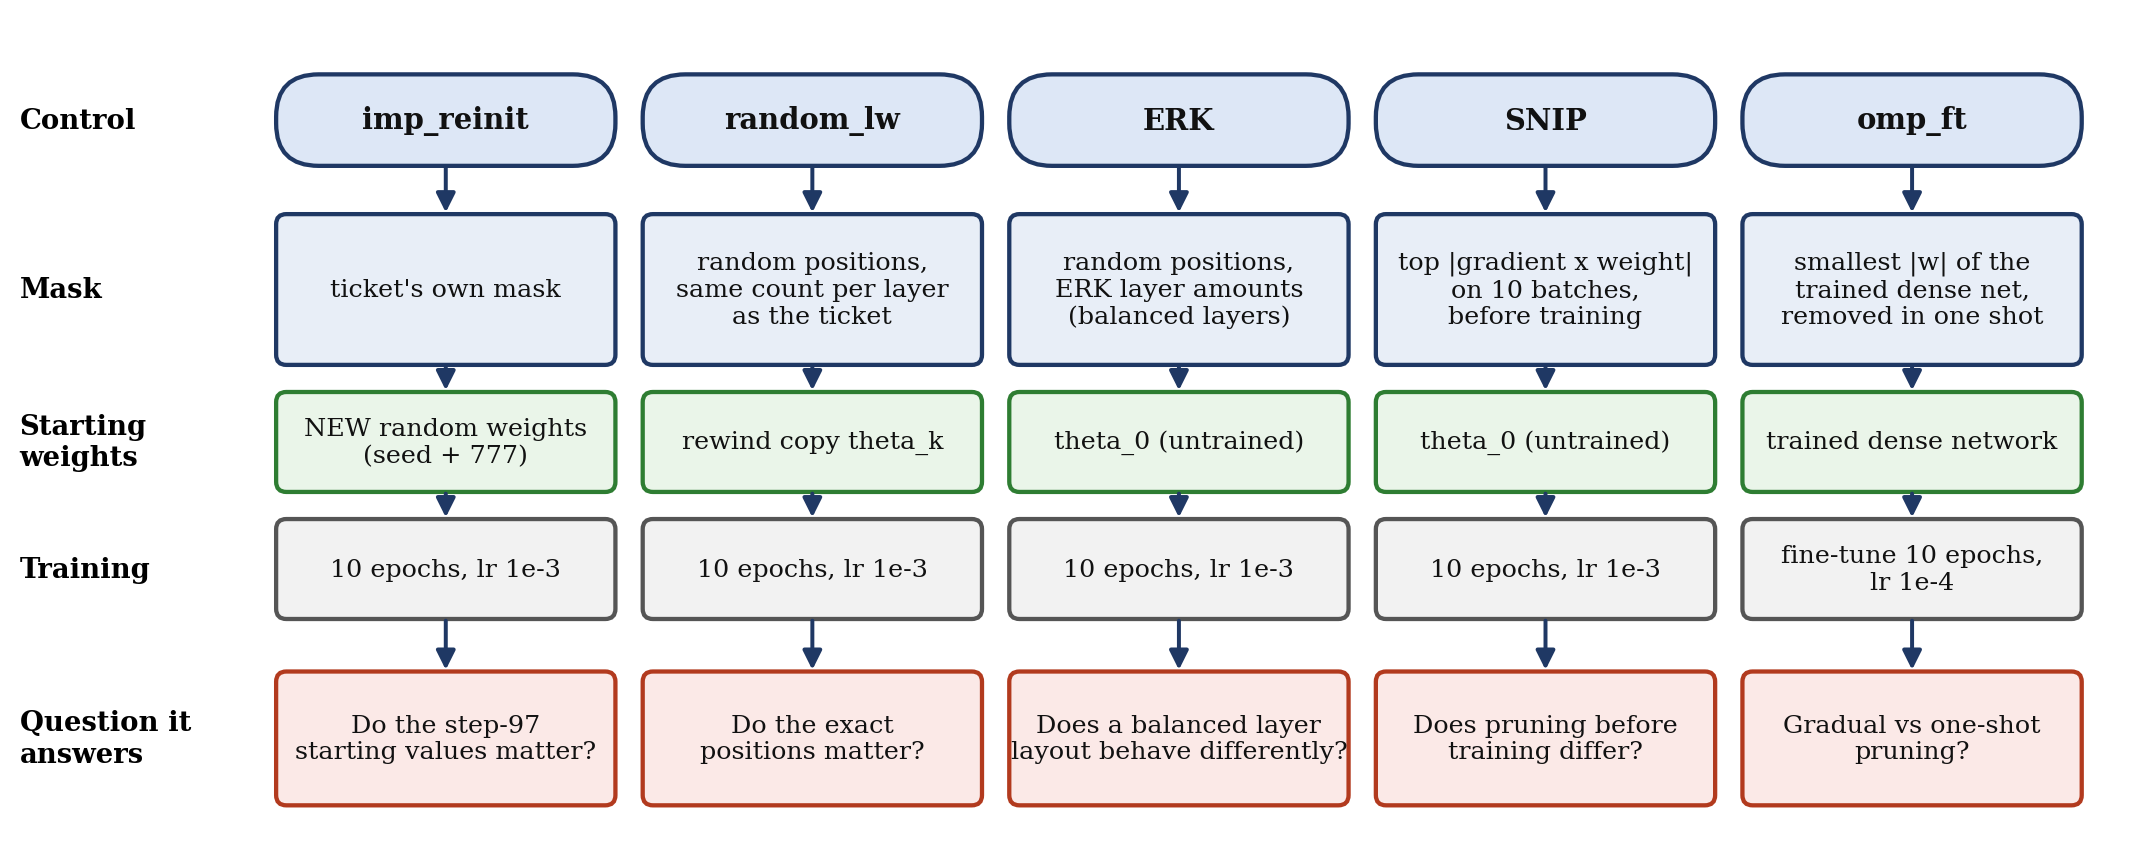 Control
imp_reinit
random_lw
ERK
SNIP
omp_ft
Mask
ticket's own mask
random positions,
same count per layer
as the ticket
random positions,
ERK layer amounts
(balanced layers)
top |gradient x weight|
on 10 batches,
before training
smallest |w| of the
trained dense net,
removed in one shot
Starting
weights
NEW random weights
(seed + 777)
rewind copy theta_k
theta_0 (untrained)
theta_0 (untrained)
trained dense network
Training
10 epochs, lr 1e-3
10 epochs, lr 1e-3
10 epochs, lr 1e-3
10 epochs, lr 1e-3
fine-tune 10 epochs,
lr 1e-4
Question it
answers
Do the step-97
starting values matter?
Do the exact
positions matter?
Does a balanced layer
layout behave differently?
Does pruning before
training differ?
Gradual vs one-shot
pruning?